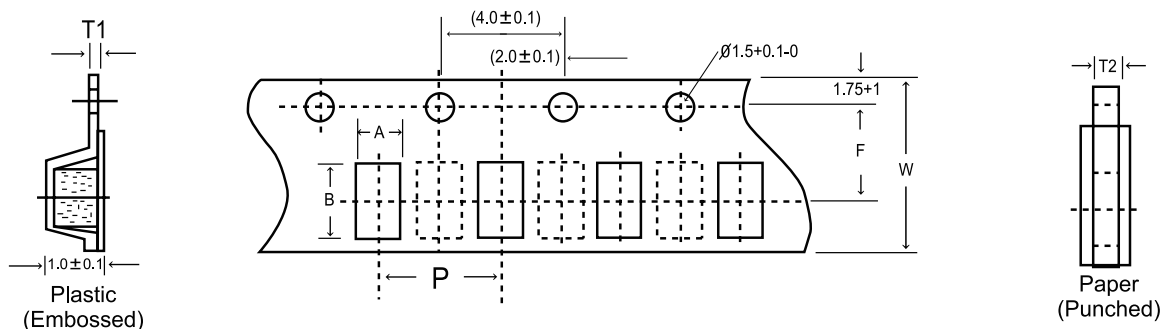 T1
1.0±0.1
Plastic
(Embossed)
(4.0±0.1)
(2.0±0.1)
Ø1.5+0.1-0
1.75+1
A
B
F
W
P
T2
Paper
(Punched)